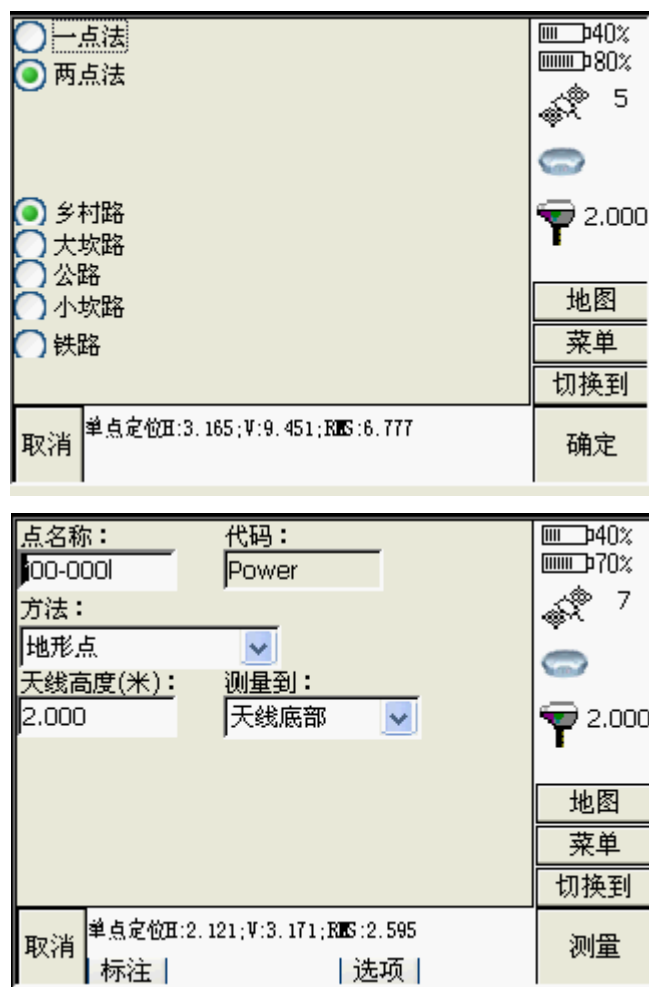 一点法
40%
两点法
80%
5
乡村路
2.000
大坎路
公路
小坎路
地图
铁路
菜单
切换到
取消
单点定位H:3.165;V:9.451;RMS:6.777
确定
点名称：
代码：
40%
j00-000l
Power
70%
方法：
7
地形点
天线高度(米)：
测量到：
2.000
天线底部
2.000
地图
菜单
切换到
取消
单点定位H:2.121;V:3.171;RMS:2.595
测量
标注
选项